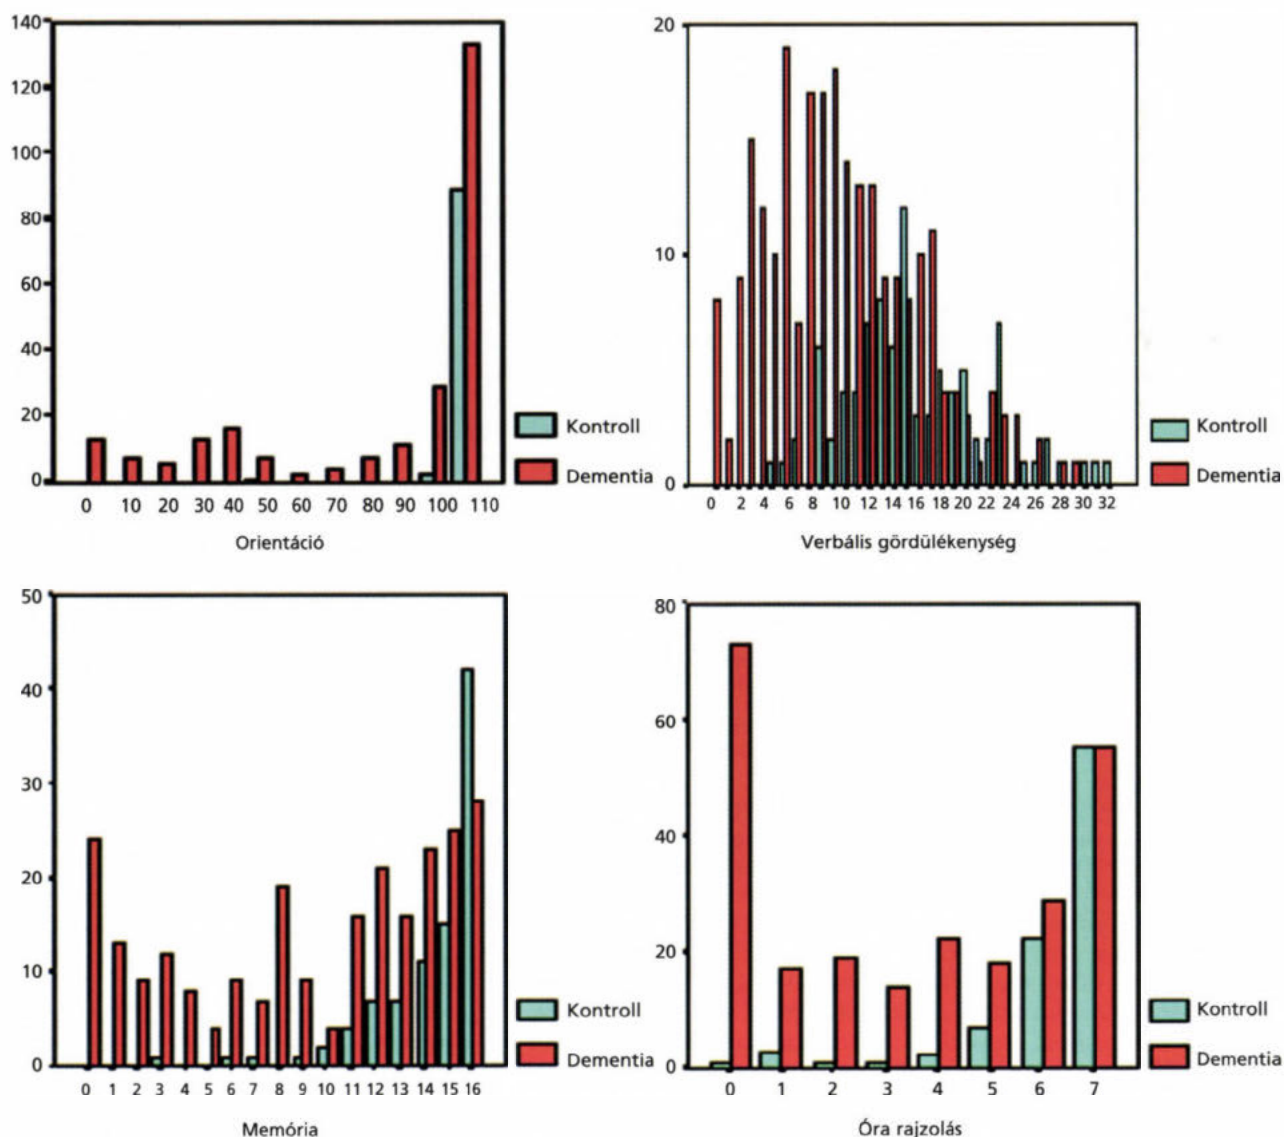 140
120
100
80
60
40
20
0
0 10 20 30 40 50 60 70 80 90 100 110
Orientáció
Kontroll
Dementia
20
10
0
0 2 4 6 8 10 12 14 16 18 20 22 24 26 28 30 32
Verbális gördülékenység
Kontroll
Dementia
50
40
30
20
10
0
0 1 2 3 4 5 6 7 8 9 10 11 12 13 14 15 16
Memória
Kontroll
Dementia
80
60
40
20
0
0 1 2 3 4 5 6 7
Óra rajzolás
Kontroll
Dementia